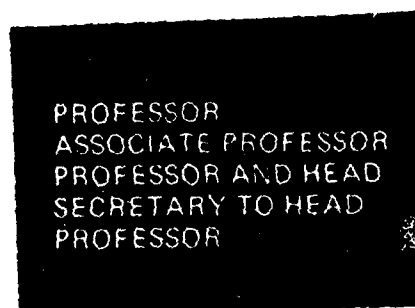 PROFESSOR
ASSOCIATE PROFESSOR
PROFESSOR AND HEAD
SECRETARY TO HEAD
PROFESSOR